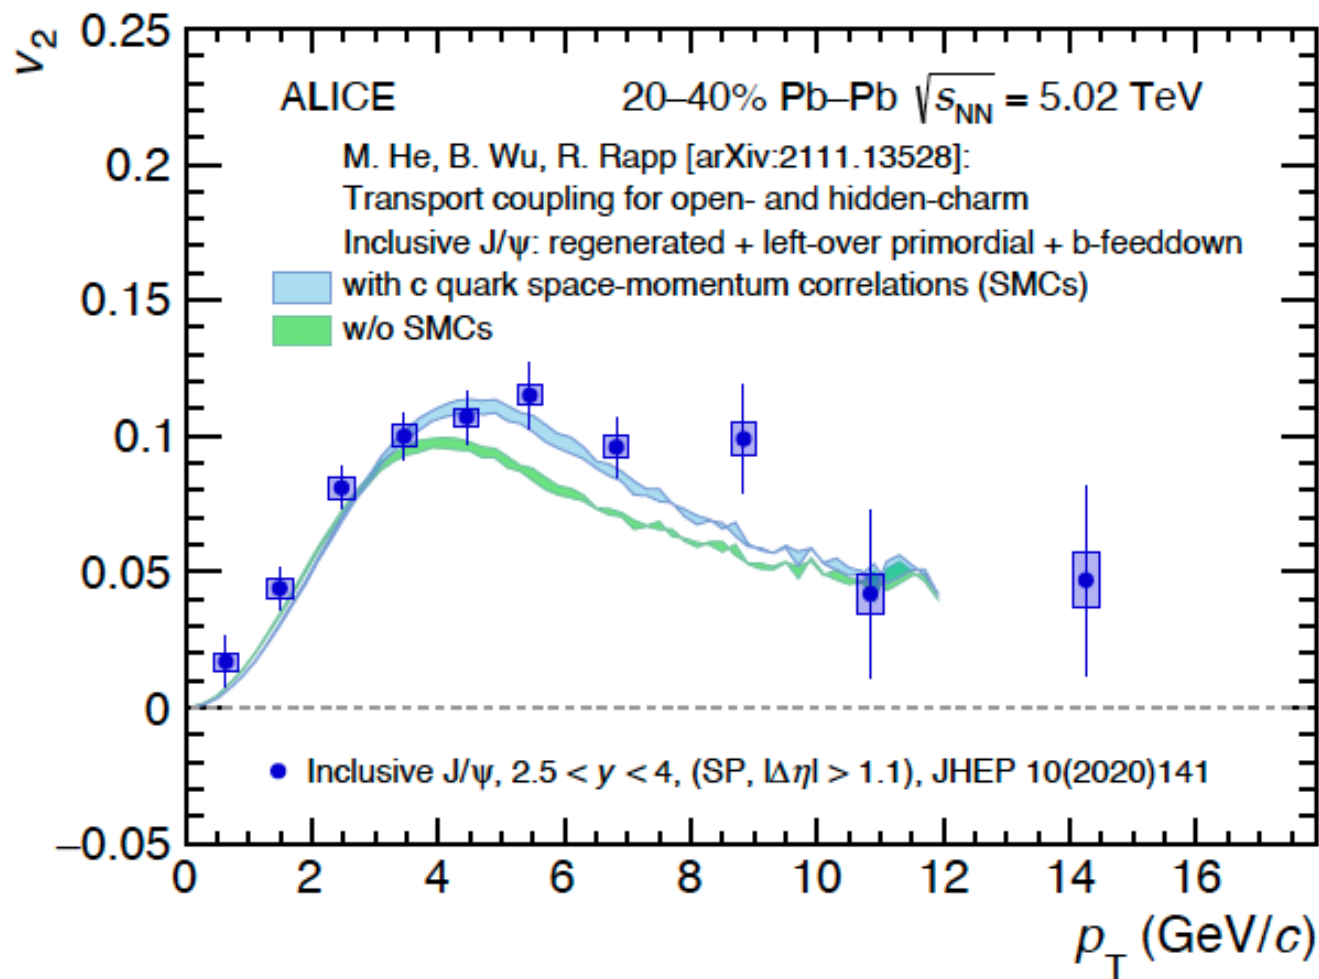 v2
0.25
0.2
0.15
0.1
0.05
0
−0.05
ALICE 20–40% Pb–Pb √sNN = 5.02 TeV
M. He, B. Wu, R. Rapp [arXiv:2111.13528]:
Transport coupling for open- and hidden-charm
Inclusive J/ψ: regenerated + left-over primordial + b-feeddown
with c quark space-momentum correlations (SMCs)
w/o SMCs
Inclusive J/ψ, 2.5 < y < 4, (SP, |Δη| > 1.1), JHEP 10(2020)141
0 2 4 6 8 10 12 14 16
pT (GeV/c)